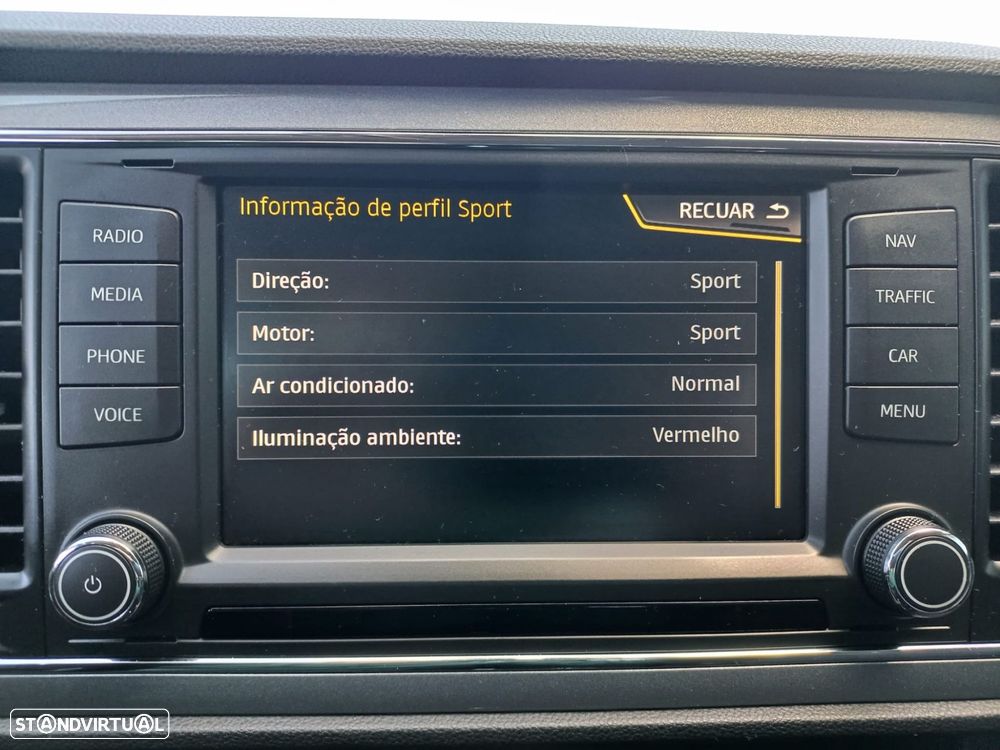 Informação de perfil Sport
RECUAR
Direção: Sport
Motor: Sport
Ar condicionado: Normal
Iluminação ambiente: Vermelho
RADIO
MEDIA
PHONE
VOICE
NAV
TRAFFIC
CAR
MENU
STANDVIRTUAL